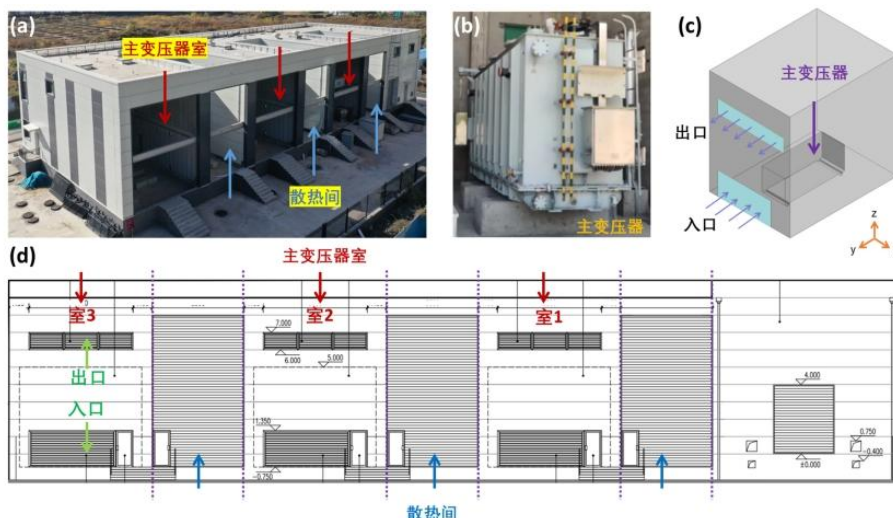 (a)
主变压器室
散热间
(b)
主变压器
(c)
主变压器
出口
入口
z
y
x
(d)
主变压器室
室3
室2
室1
7.000
6.000
5.000
出口
4.000
入口
1.350
0.750
-0.400
-0.750
±0.000
散热间